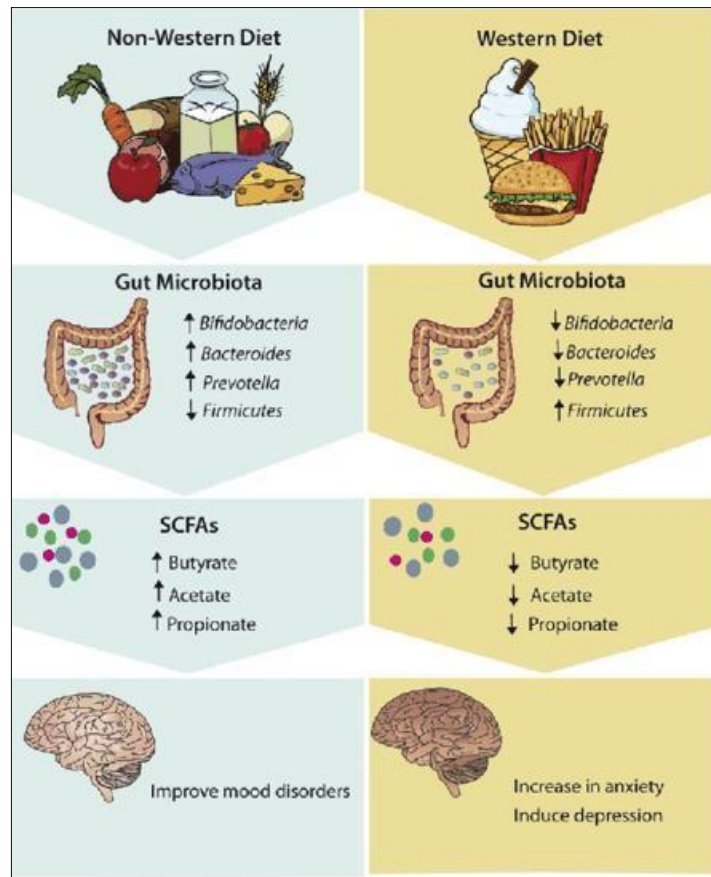 Non-Western Diet
Western Diet
Gut Microbiota
↑ Bifidobacteria
↑ Bacteroides
↑ Prevotella
↓ Firmicutes
Gut Microbiota
↓ Bifidobacteria
↓ Bacteroides
↓ Prevotella
↑ Firmicutes
SCFAs
↑ Butyrate
↑ Acetate
↑ Propionate
SCFAs
↓ Butyrate
↓ Acetate
↓ Propionate
Improve mood disorders
Increase in anxiety
Induce depression